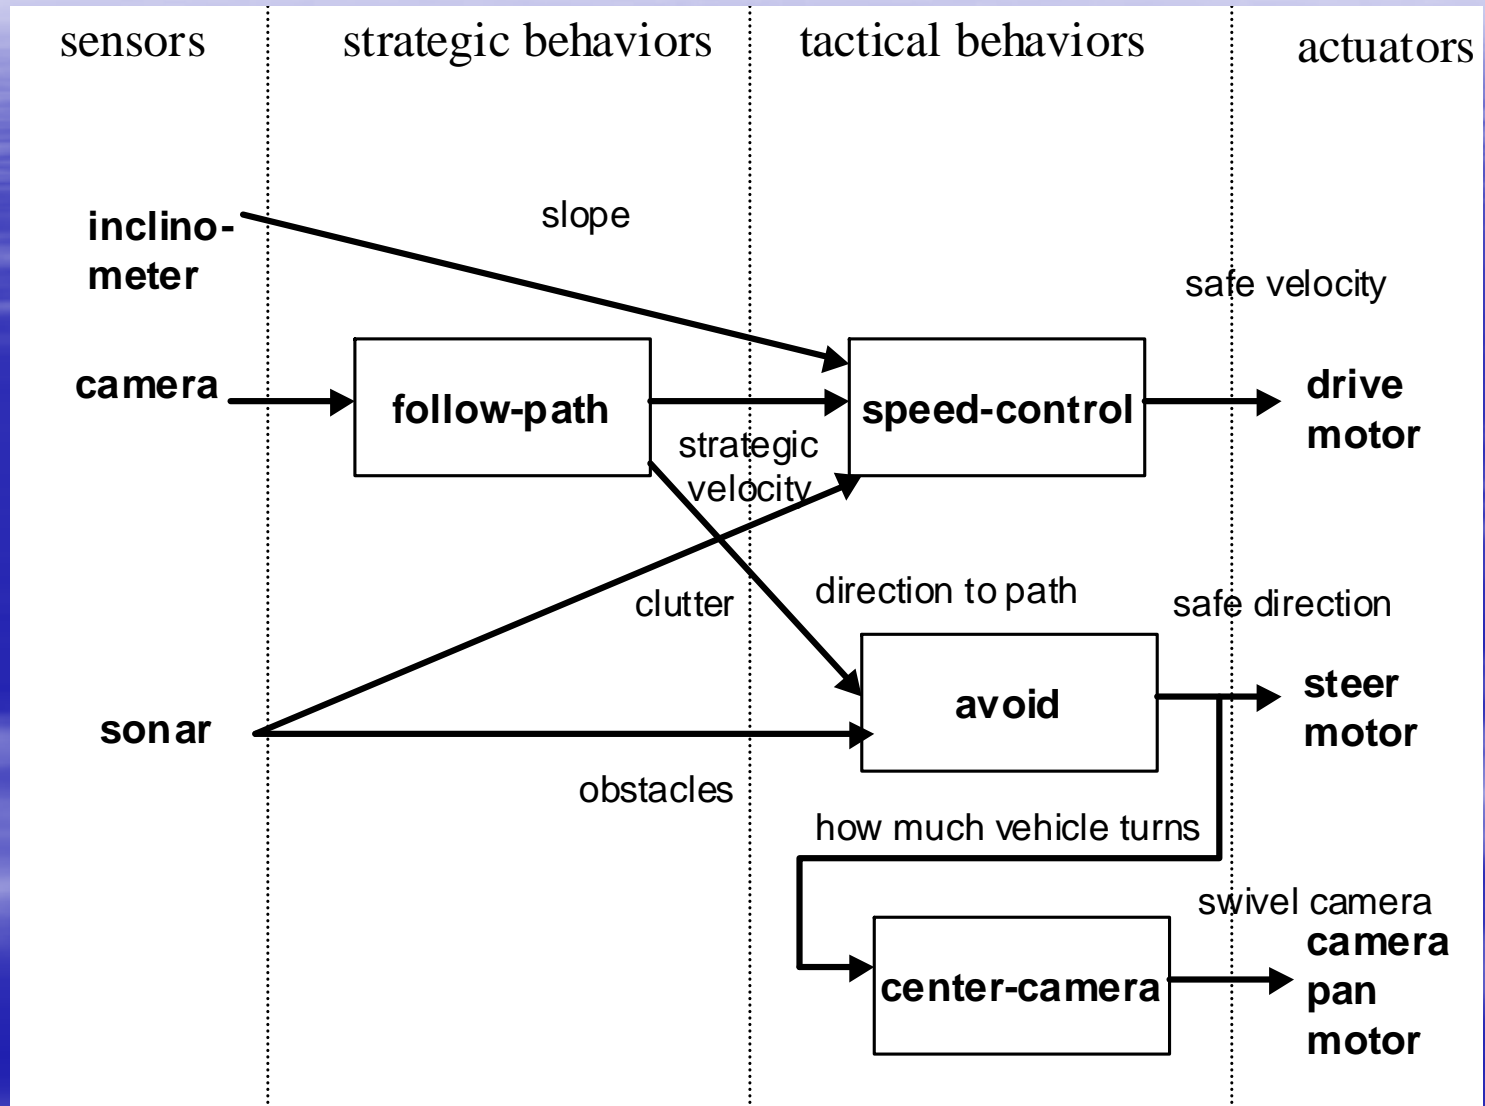 sensors
strategic behaviors
tactical behaviors
actuators
inclino-
meter
slope
safe velocity
camera
follow-path
speed-control
drive
motor
strategic
velocity
clutter
direction to path
safe direction
sonar
avoid
steer
motor
obstacles
how much vehicle turns
swivel camera
center-camera
camera
pan
motor